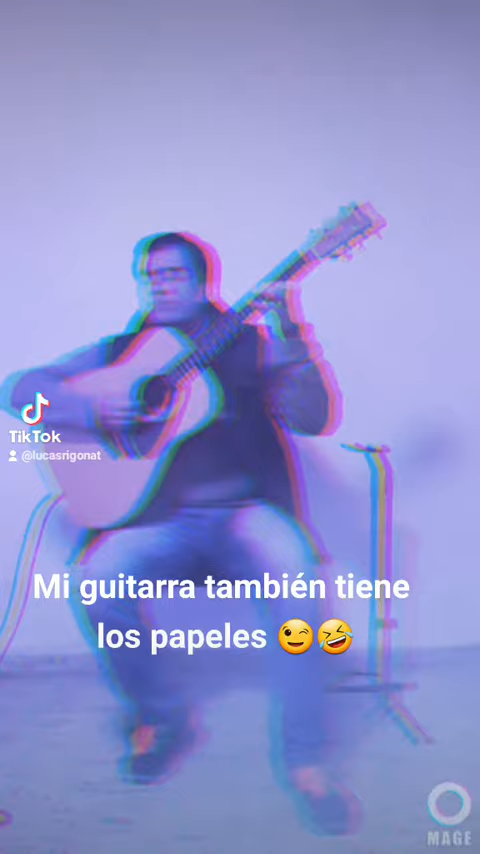 TikTok
@lucasrigonat
Mi guitarra también tiene
los papeles 😉🤣
MAGE